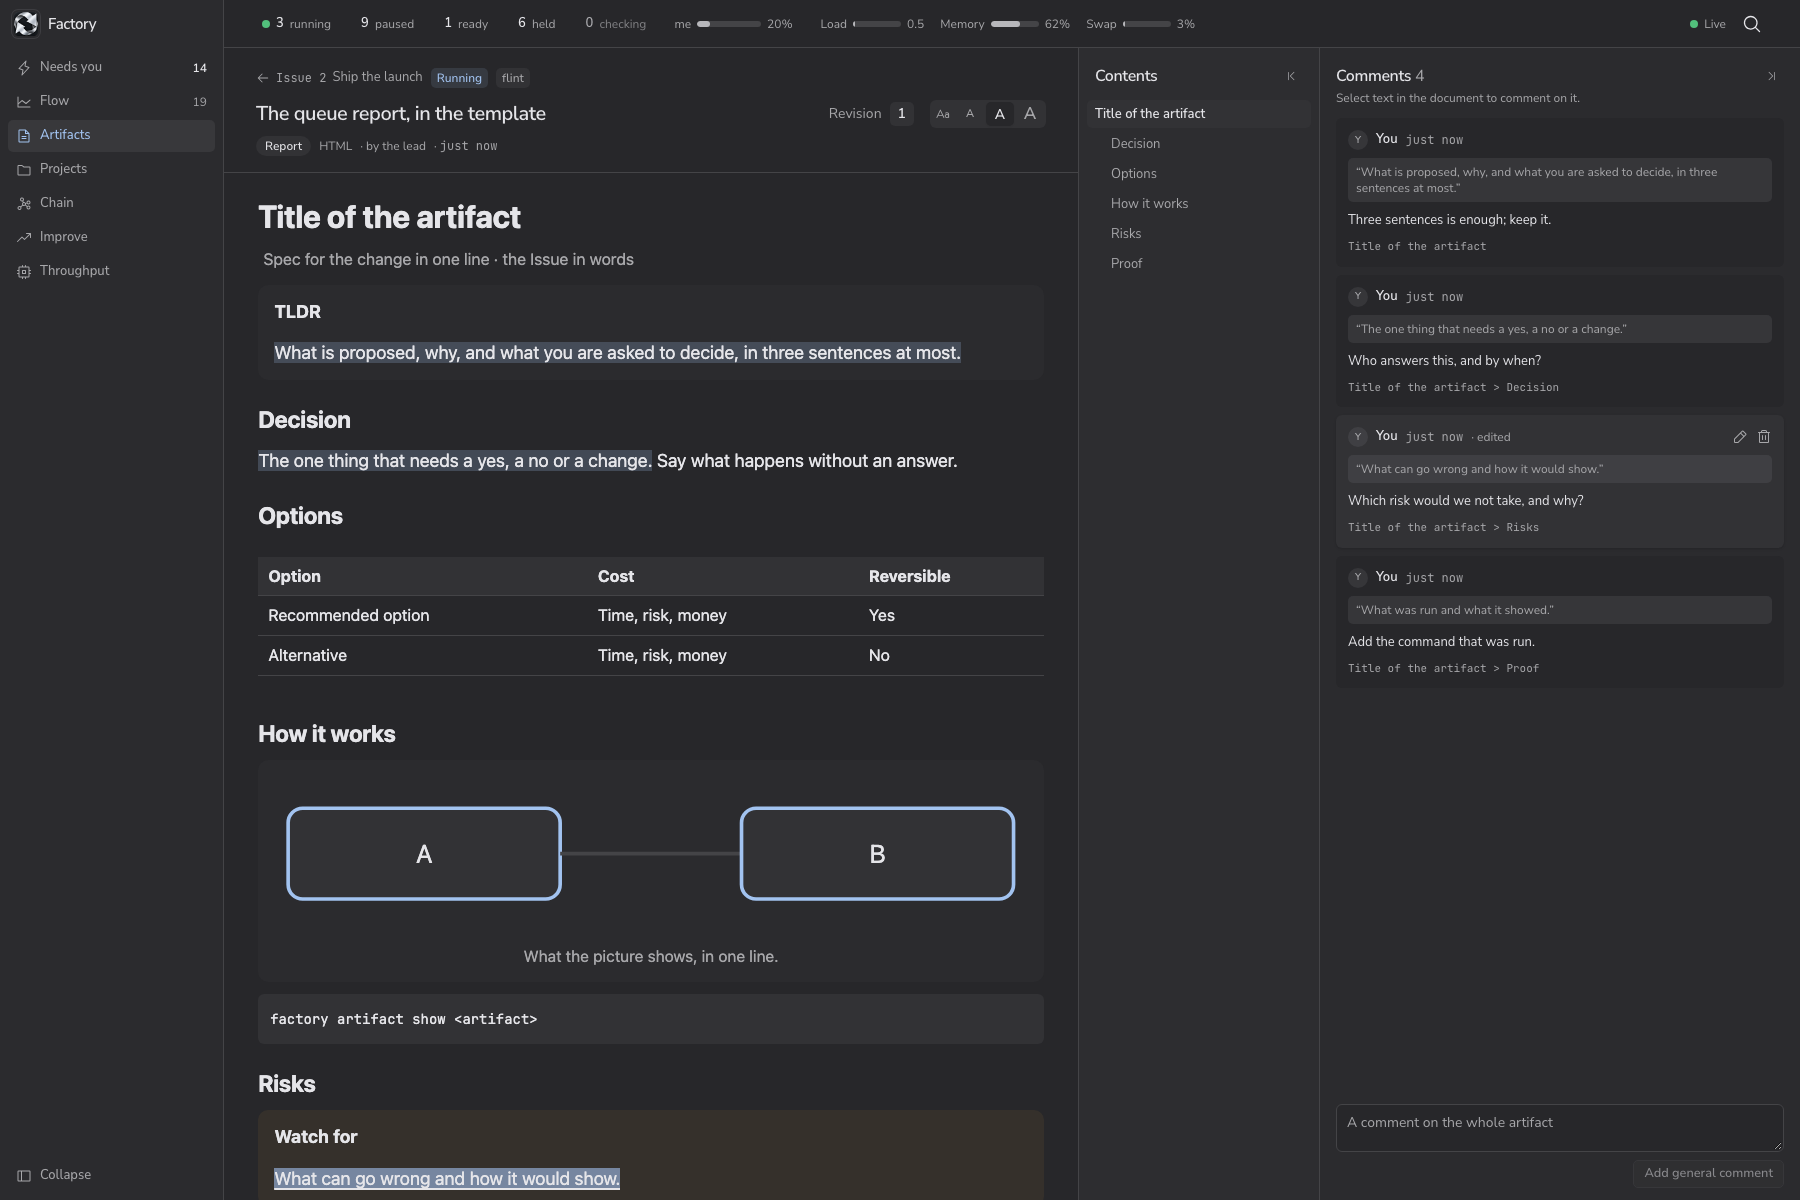 Factory
3 running
9 paused
1 ready
6 held
0 checking
me 20%
Load 0.5
Memory 62%
Swap 3%
Live
Needs you 14
Flow 19
Artifacts
Projects
Chain
Improve
Throughput
Collapse
← Issue 2 Ship the launch Running flint
The queue report, in the template
Revision 1
Aa A A A
Report HTML · by the lead · just now
Title of the artifact
Spec for the change in one line · the Issue in words
TLDR
What is proposed, why, and what you are asked to decide, in three sentences at most.
Decision
The one thing that needs a yes, a no or a change. Say what happens without an answer.
Options
Option Cost Reversible
Recommended option Time, risk, money Yes
Alternative Time, risk, money No
How it works
A B
What the picture shows, in one line.
factory artifact show <artifact>
Risks
Watch for
What can go wrong and how it would show.
Contents
Title of the artifact
Decision
Options
How it works
Risks
Proof
Comments 4
Select text in the document to comment on it.
Y You just now
“What is proposed, why, and what you are asked to decide, in three
sentences at most.”
Three sentences is enough; keep it.
Title of the artifact
Y You just now
“The one thing that needs a yes, a no or a change.”
Who answers this, and by when?
Title of the artifact > Decision
Y You just now · edited
“What can go wrong and how it would show.”
Which risk would we not take, and why?
Title of the artifact > Risks
Y You just now
“What was run and what it showed.”
Add the command that was run.
Title of the artifact > Proof
A comment on the whole artifact
Add general comment